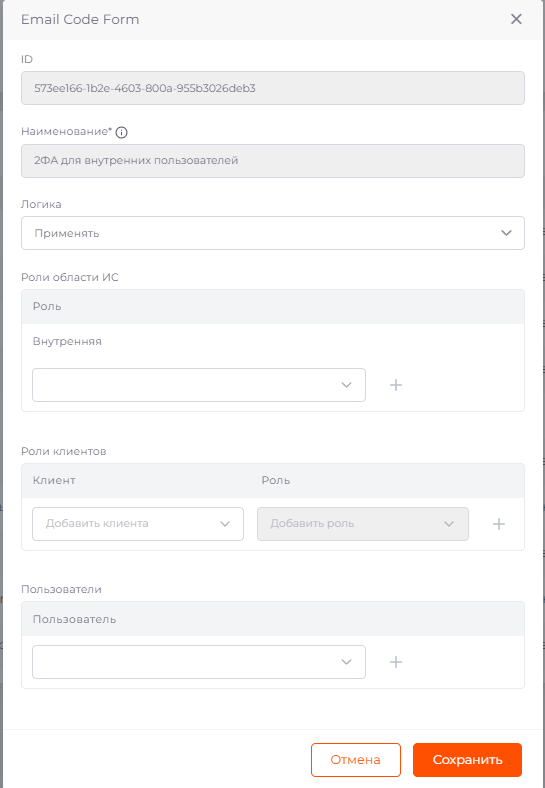 Email Code Form
ID
573ee166-1b2e-4603-800a-955b3026deb3
Наименование*
2ФА для внутренних пользователей
Логика
Применять
Роли области ИС
Роль
Внутренняя
Роли клиентов
Клиент Роль
Добавить клиента Добавить роль
Пользователи
Пользователь
Отмена Сохранить